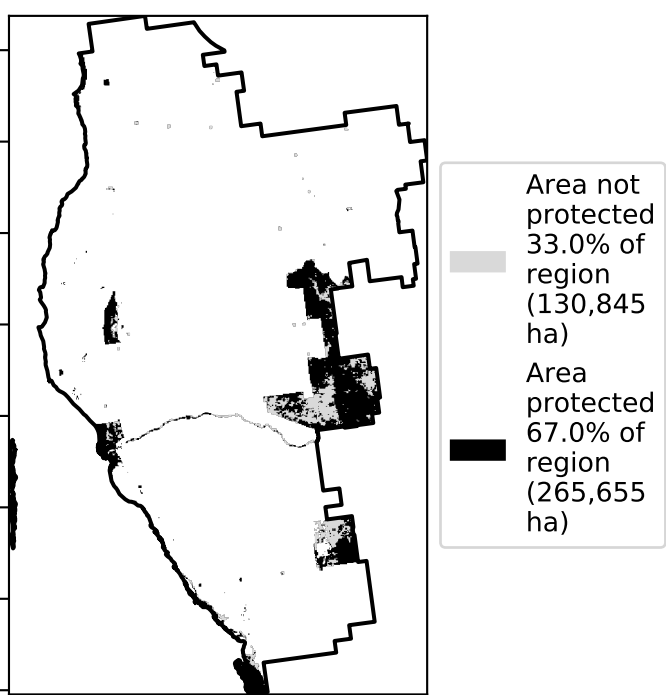 Area not
protected
33.0% of
region
(130,845
ha)
Area
protected
67.0% of
region
(265,655
ha)